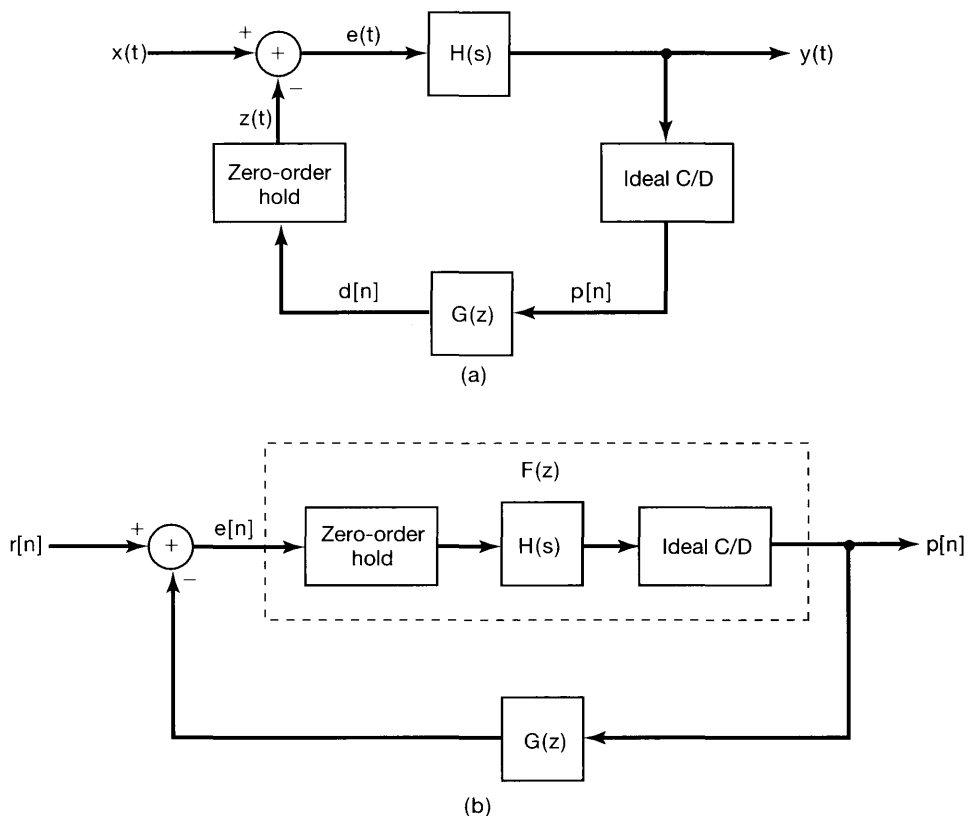 x(t)
+
+
−
e(t)
H(s)
y(t)
z(t)
Zero-order
hold
Ideal C/D
d[n]
G(z)
p[n]
(a)
F(z)
r[n]
+
+
−
e[n]
Zero-order
hold
H(s)
Ideal C/D
p[n]
G(z)
(b)